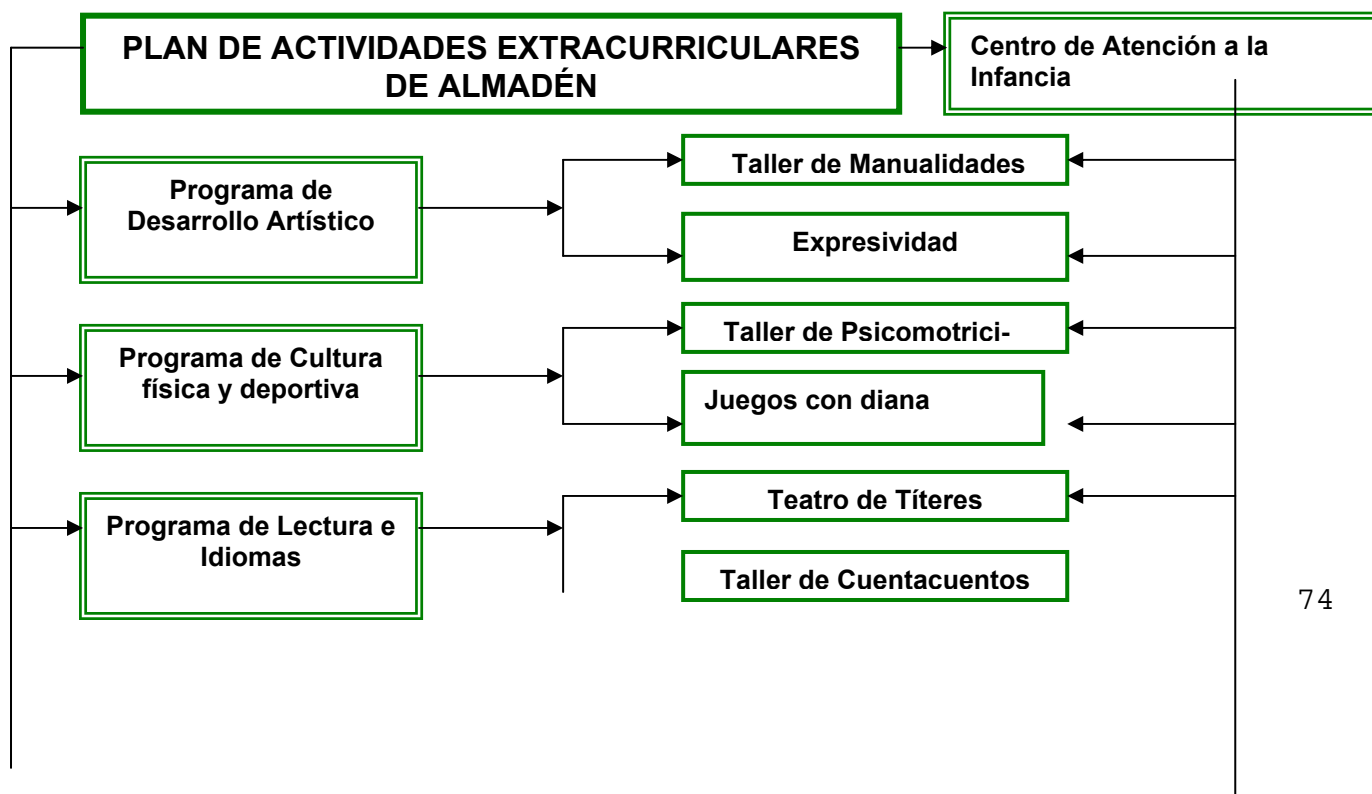 PLAN DE ACTIVIDADES EXTRACURRICULARES
DE ALMADÉN
Centro de Atención a la
Infancia
Programa de
Desarrollo Artístico
Taller de Manualidades
Expresividad
Programa de Cultura
física y deportiva
Taller de Psicomotrici-
Juegos con diana
Programa de Lectura e
Idiomas
Teatro de Títeres
Taller de Cuentacuentos
74